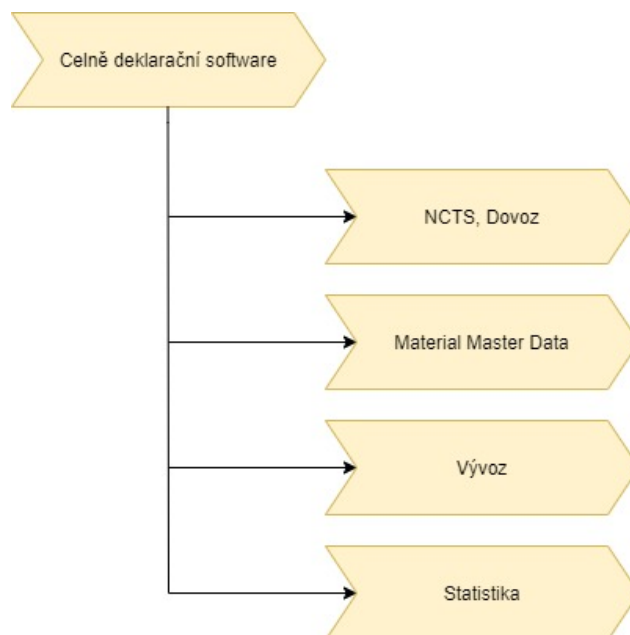 Celně deklarační software
NCTS, Dovoz
Material Master Data
Vývoz
Statistika